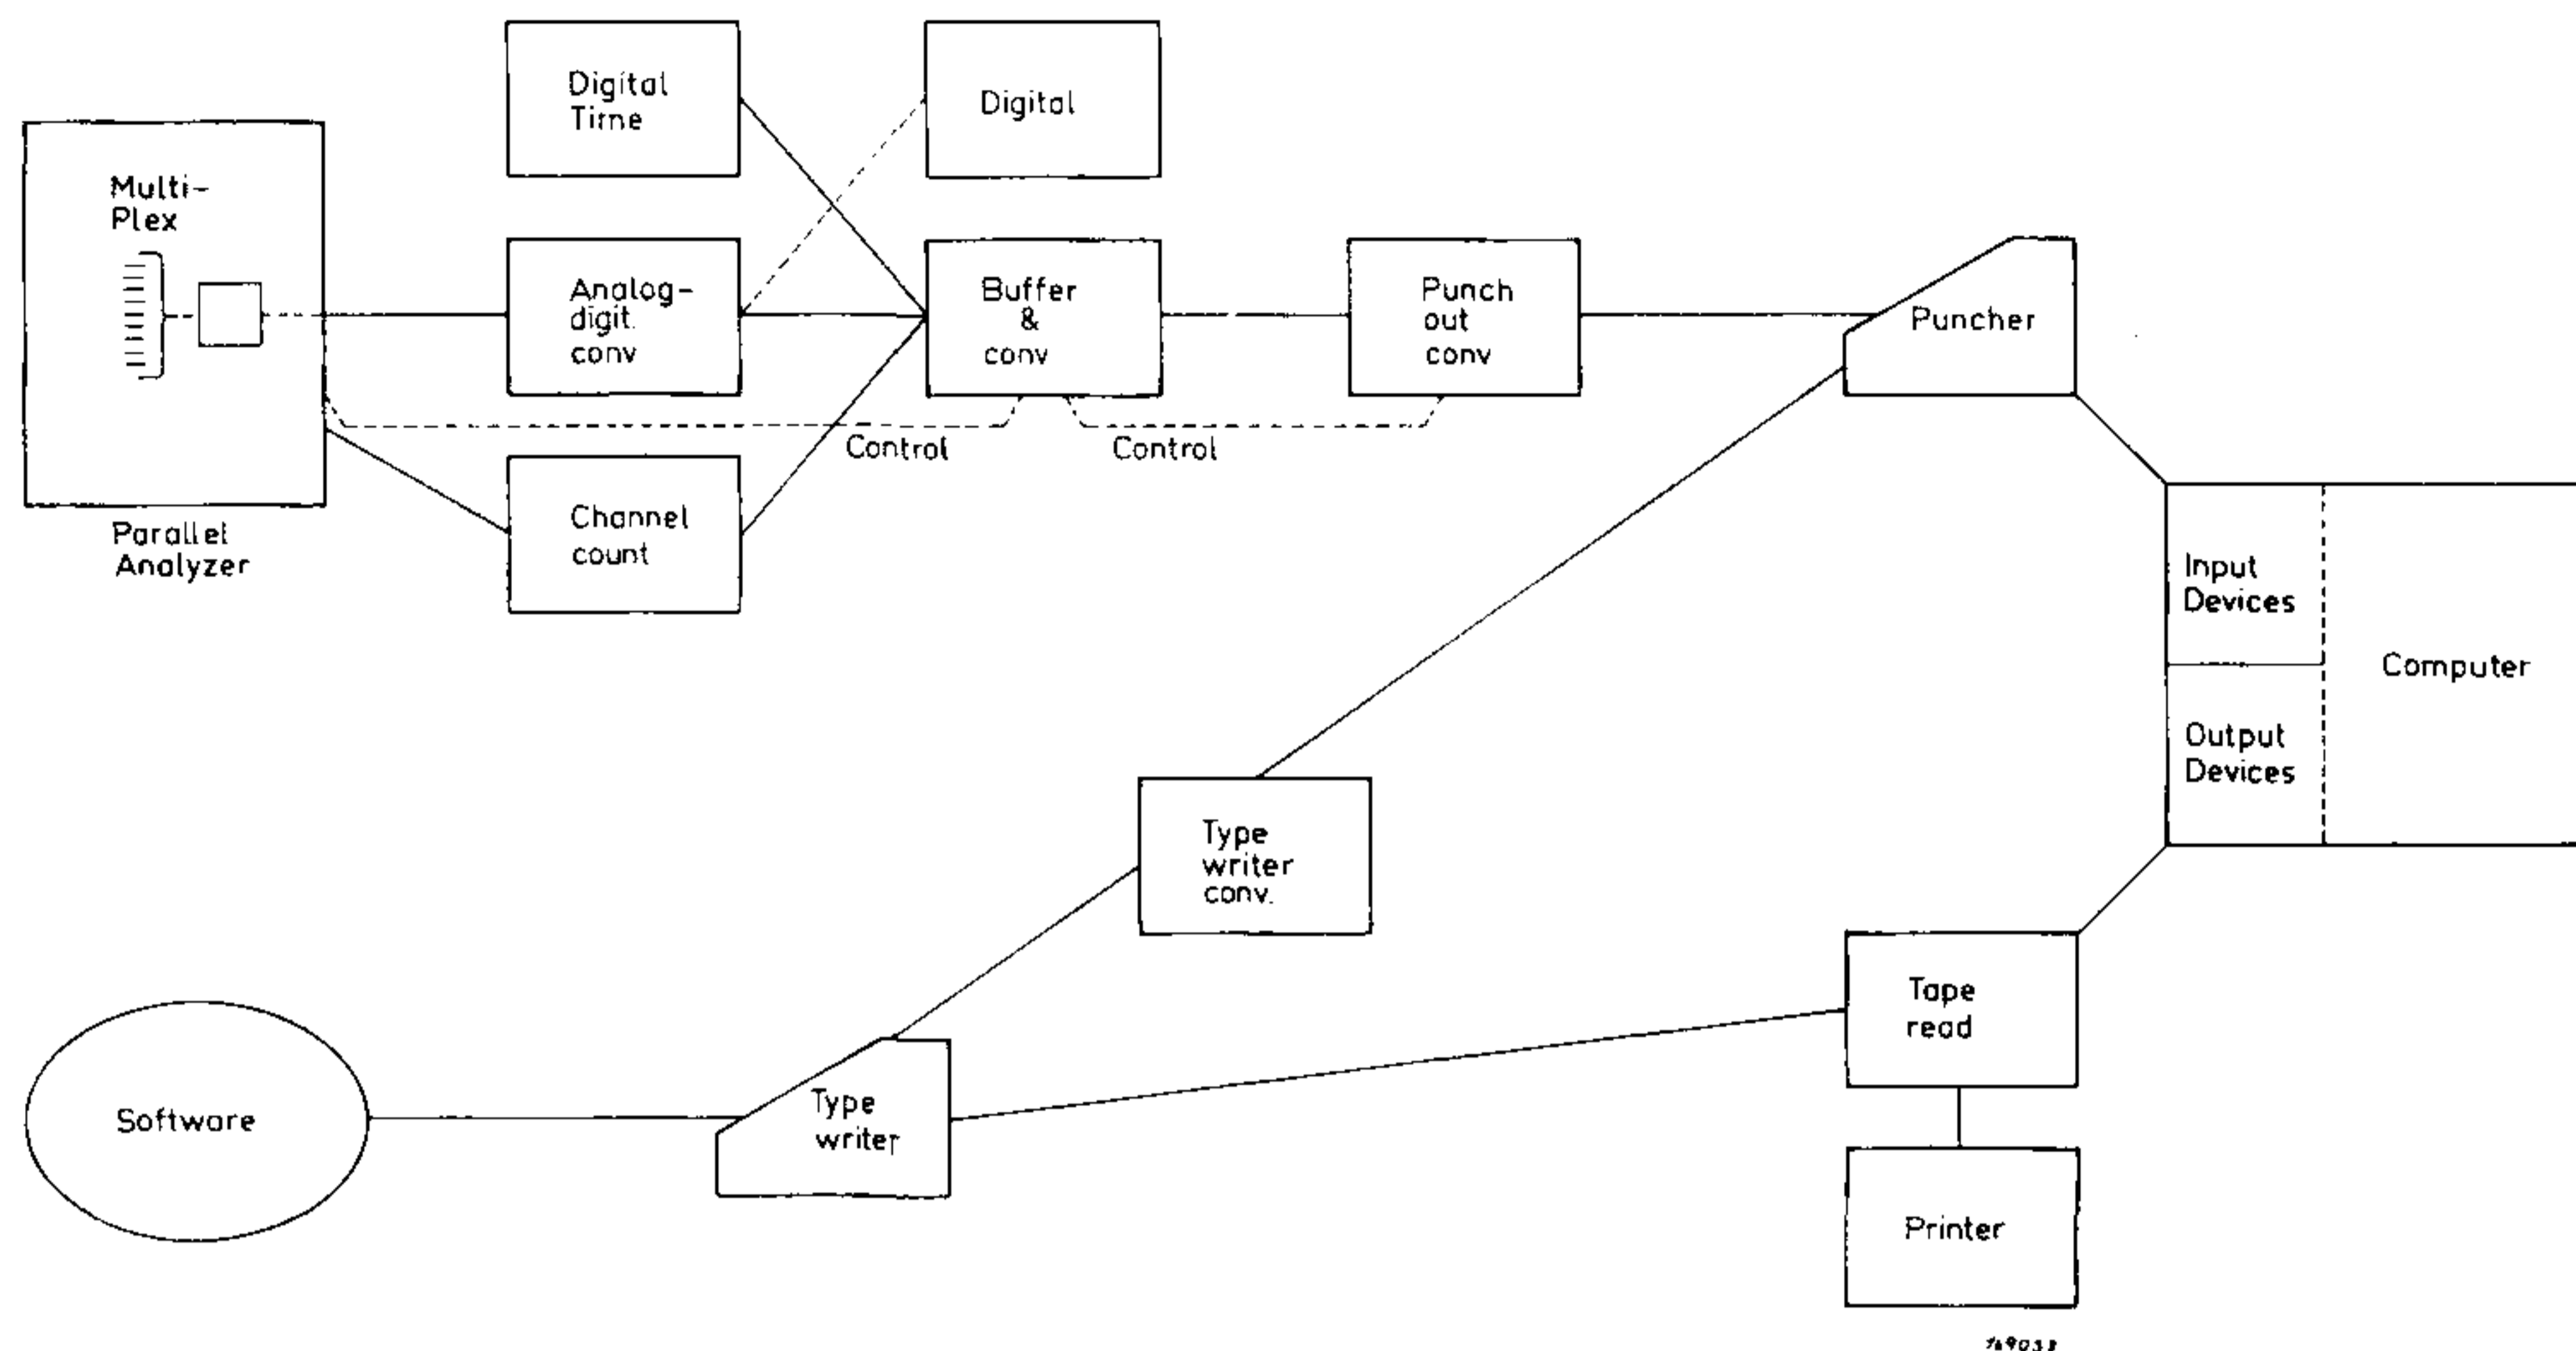 Digital
Time
Digital
Multi-
Plex
Analog-
digit.
conv
Buffer
&
conv
Punch
out
conv
Puncher
Control
Control
Parallel
Analyzer
Channel
count
Input
Devices
Computer
Output
Devices
Type
writer
conv.
Tape
read
Software
Type
writer
Printer